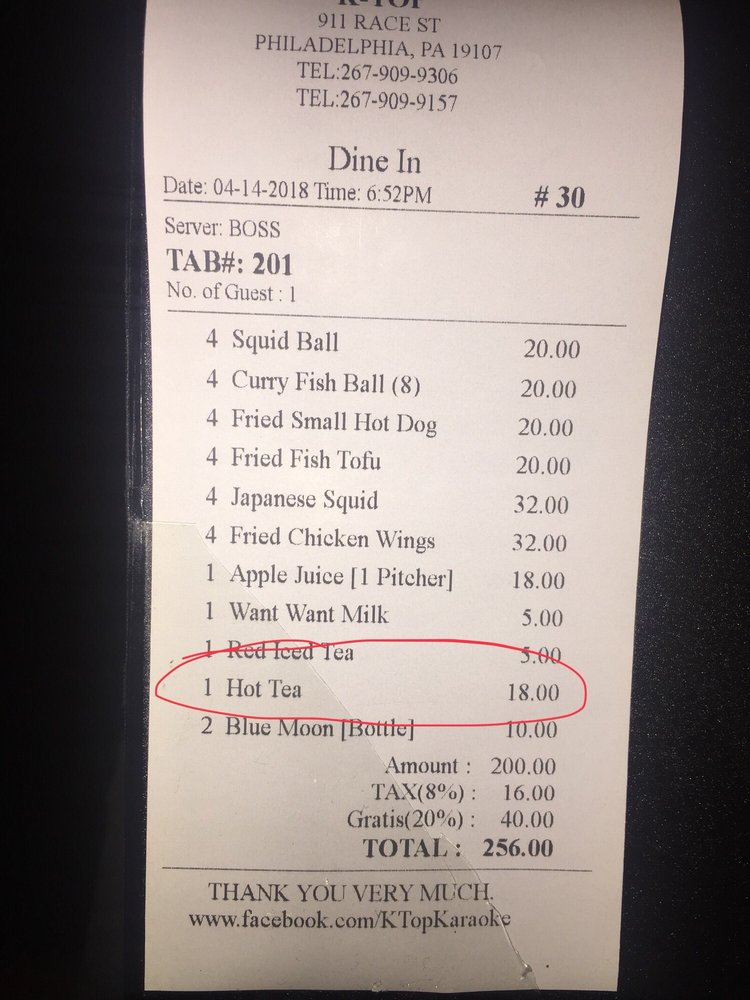 K-TOP
911 RACE ST
PHILADELPHIA, PA 19107
TEL:267-909-9306
TEL:267-909-9157
Dine In
Date: 04-14-2018 Time: 6:52PM # 30
Server: BOSS
TAB#: 201
No. of Guest : 1
4 Squid Ball 20.00
4 Curry Fish Ball (8) 20.00
4 Fried Small Hot Dog 20.00
4 Fried Fish Tofu 20.00
4 Japanese Squid 32.00
4 Fried Chicken Wings 32.00
1 Apple Juice [1 Pitcher] 18.00
1 Want Want Milk 5.00
1 Red Iced Tea 5.00
1 Hot Tea 18.00
2 Blue Moon [Bottle] 10.00
Amount : 200.00
TAX(8%) : 16.00
Gratis(20%) : 40.00
TOTAL : 256.00
THANK YOU VERY MUCH.
www.facebook.com/KTopKaraoke